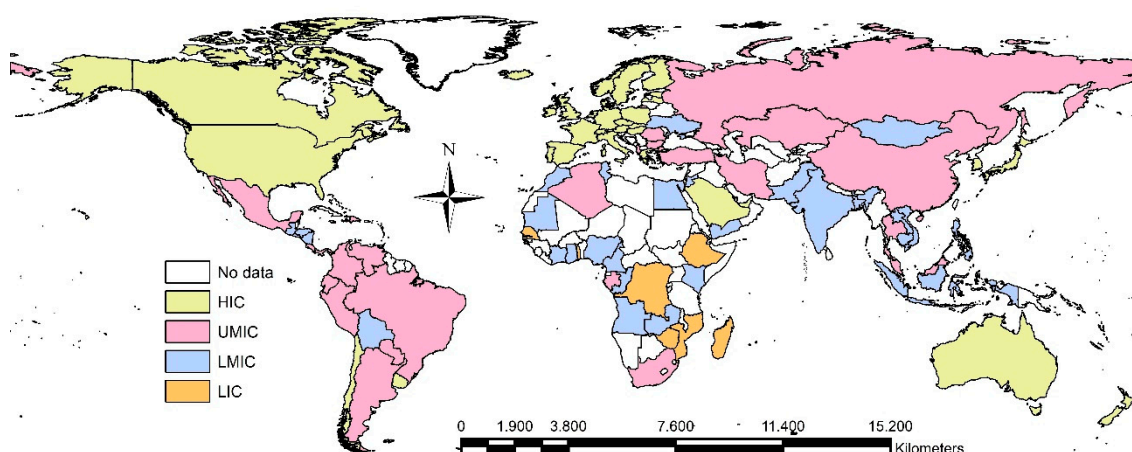 N
No data
HIC
UMIC
LMIC
LIC
0 1.900 3.800 7.600 11.400 15.200
Kilometers